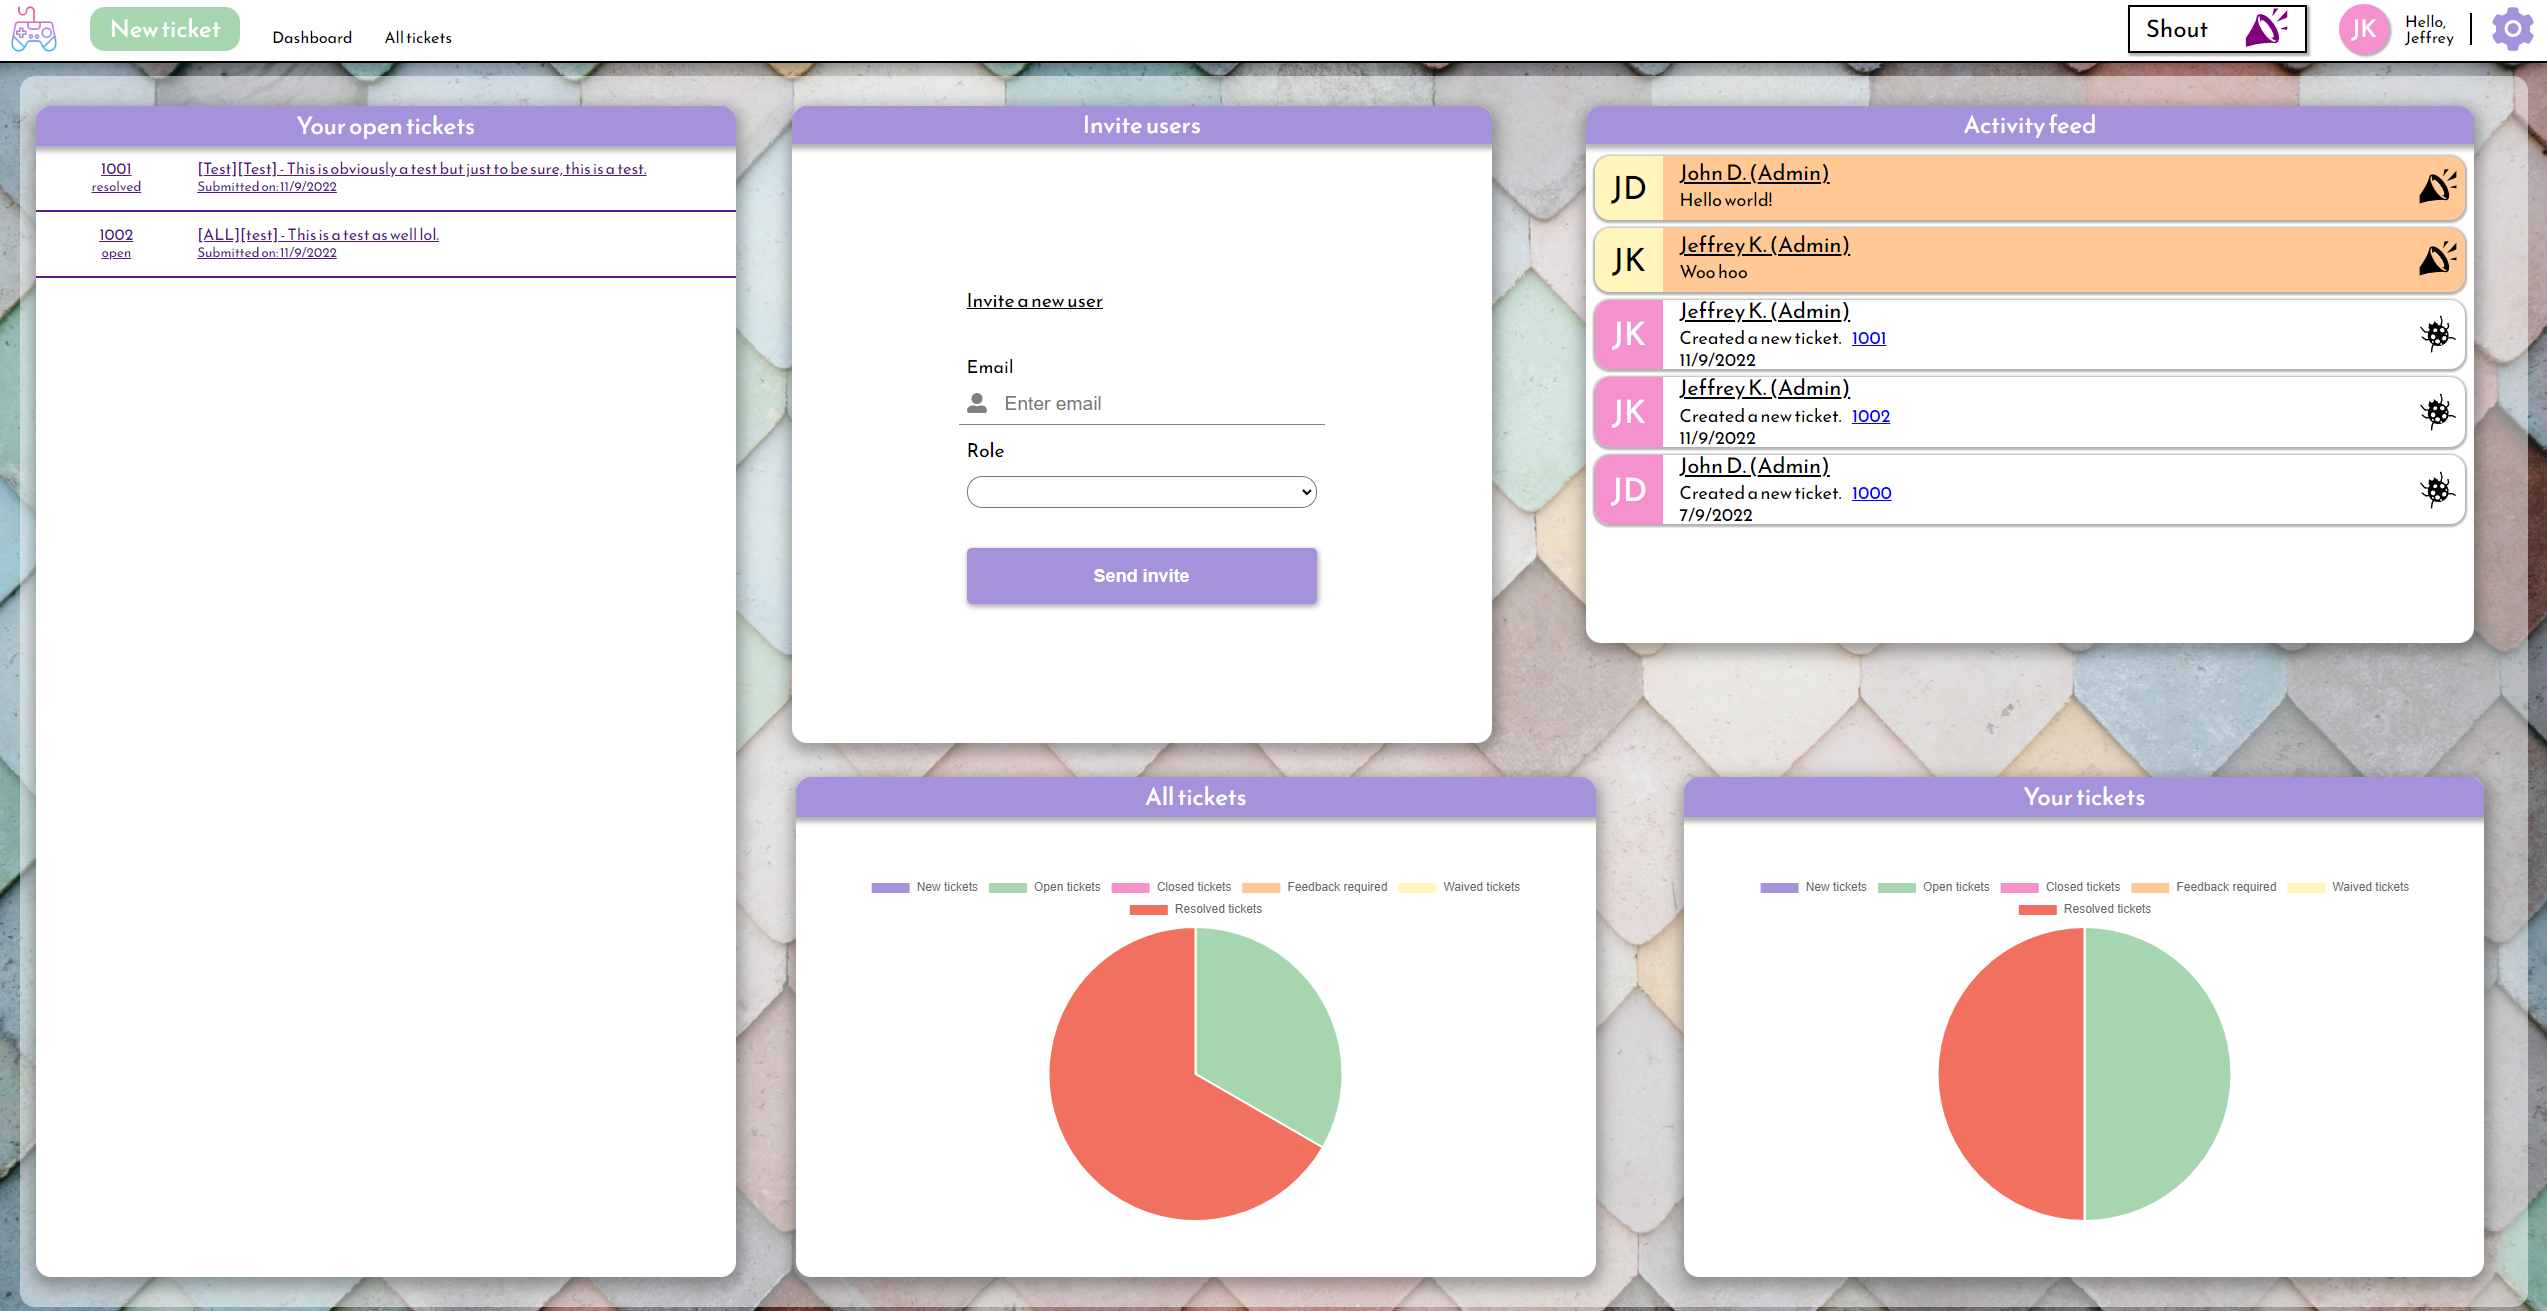 New ticket
Dashboard
All tickets
Shout
JK
Hello,
Jeffrey
Your open tickets
1001
resolved
[Test][Test] - This is obviously a test but just to be sure, this is a test.
Submitted on: 11/9/2022
1002
open
[ALL][test] - This is a test as well lol.
Submitted on: 11/9/2022
Invite users
Invite a new user
Email
Enter email
Role
Send invite
Activity feed
JD
John D. (Admin)
Hello world!
JK
Jeffrey K. (Admin)
Woo hoo
JK
Jeffrey K. (Admin)
Created a new ticket. 1001
11/9/2022
JK
Jeffrey K. (Admin)
Created a new ticket. 1002
11/9/2022
JD
John D. (Admin)
Created a new ticket. 1000
7/9/2022
All tickets
New tickets Open tickets Closed tickets Feedback required Waived tickets
Resolved tickets
Your tickets
New tickets Open tickets Closed tickets Feedback required Waived tickets
Resolved tickets